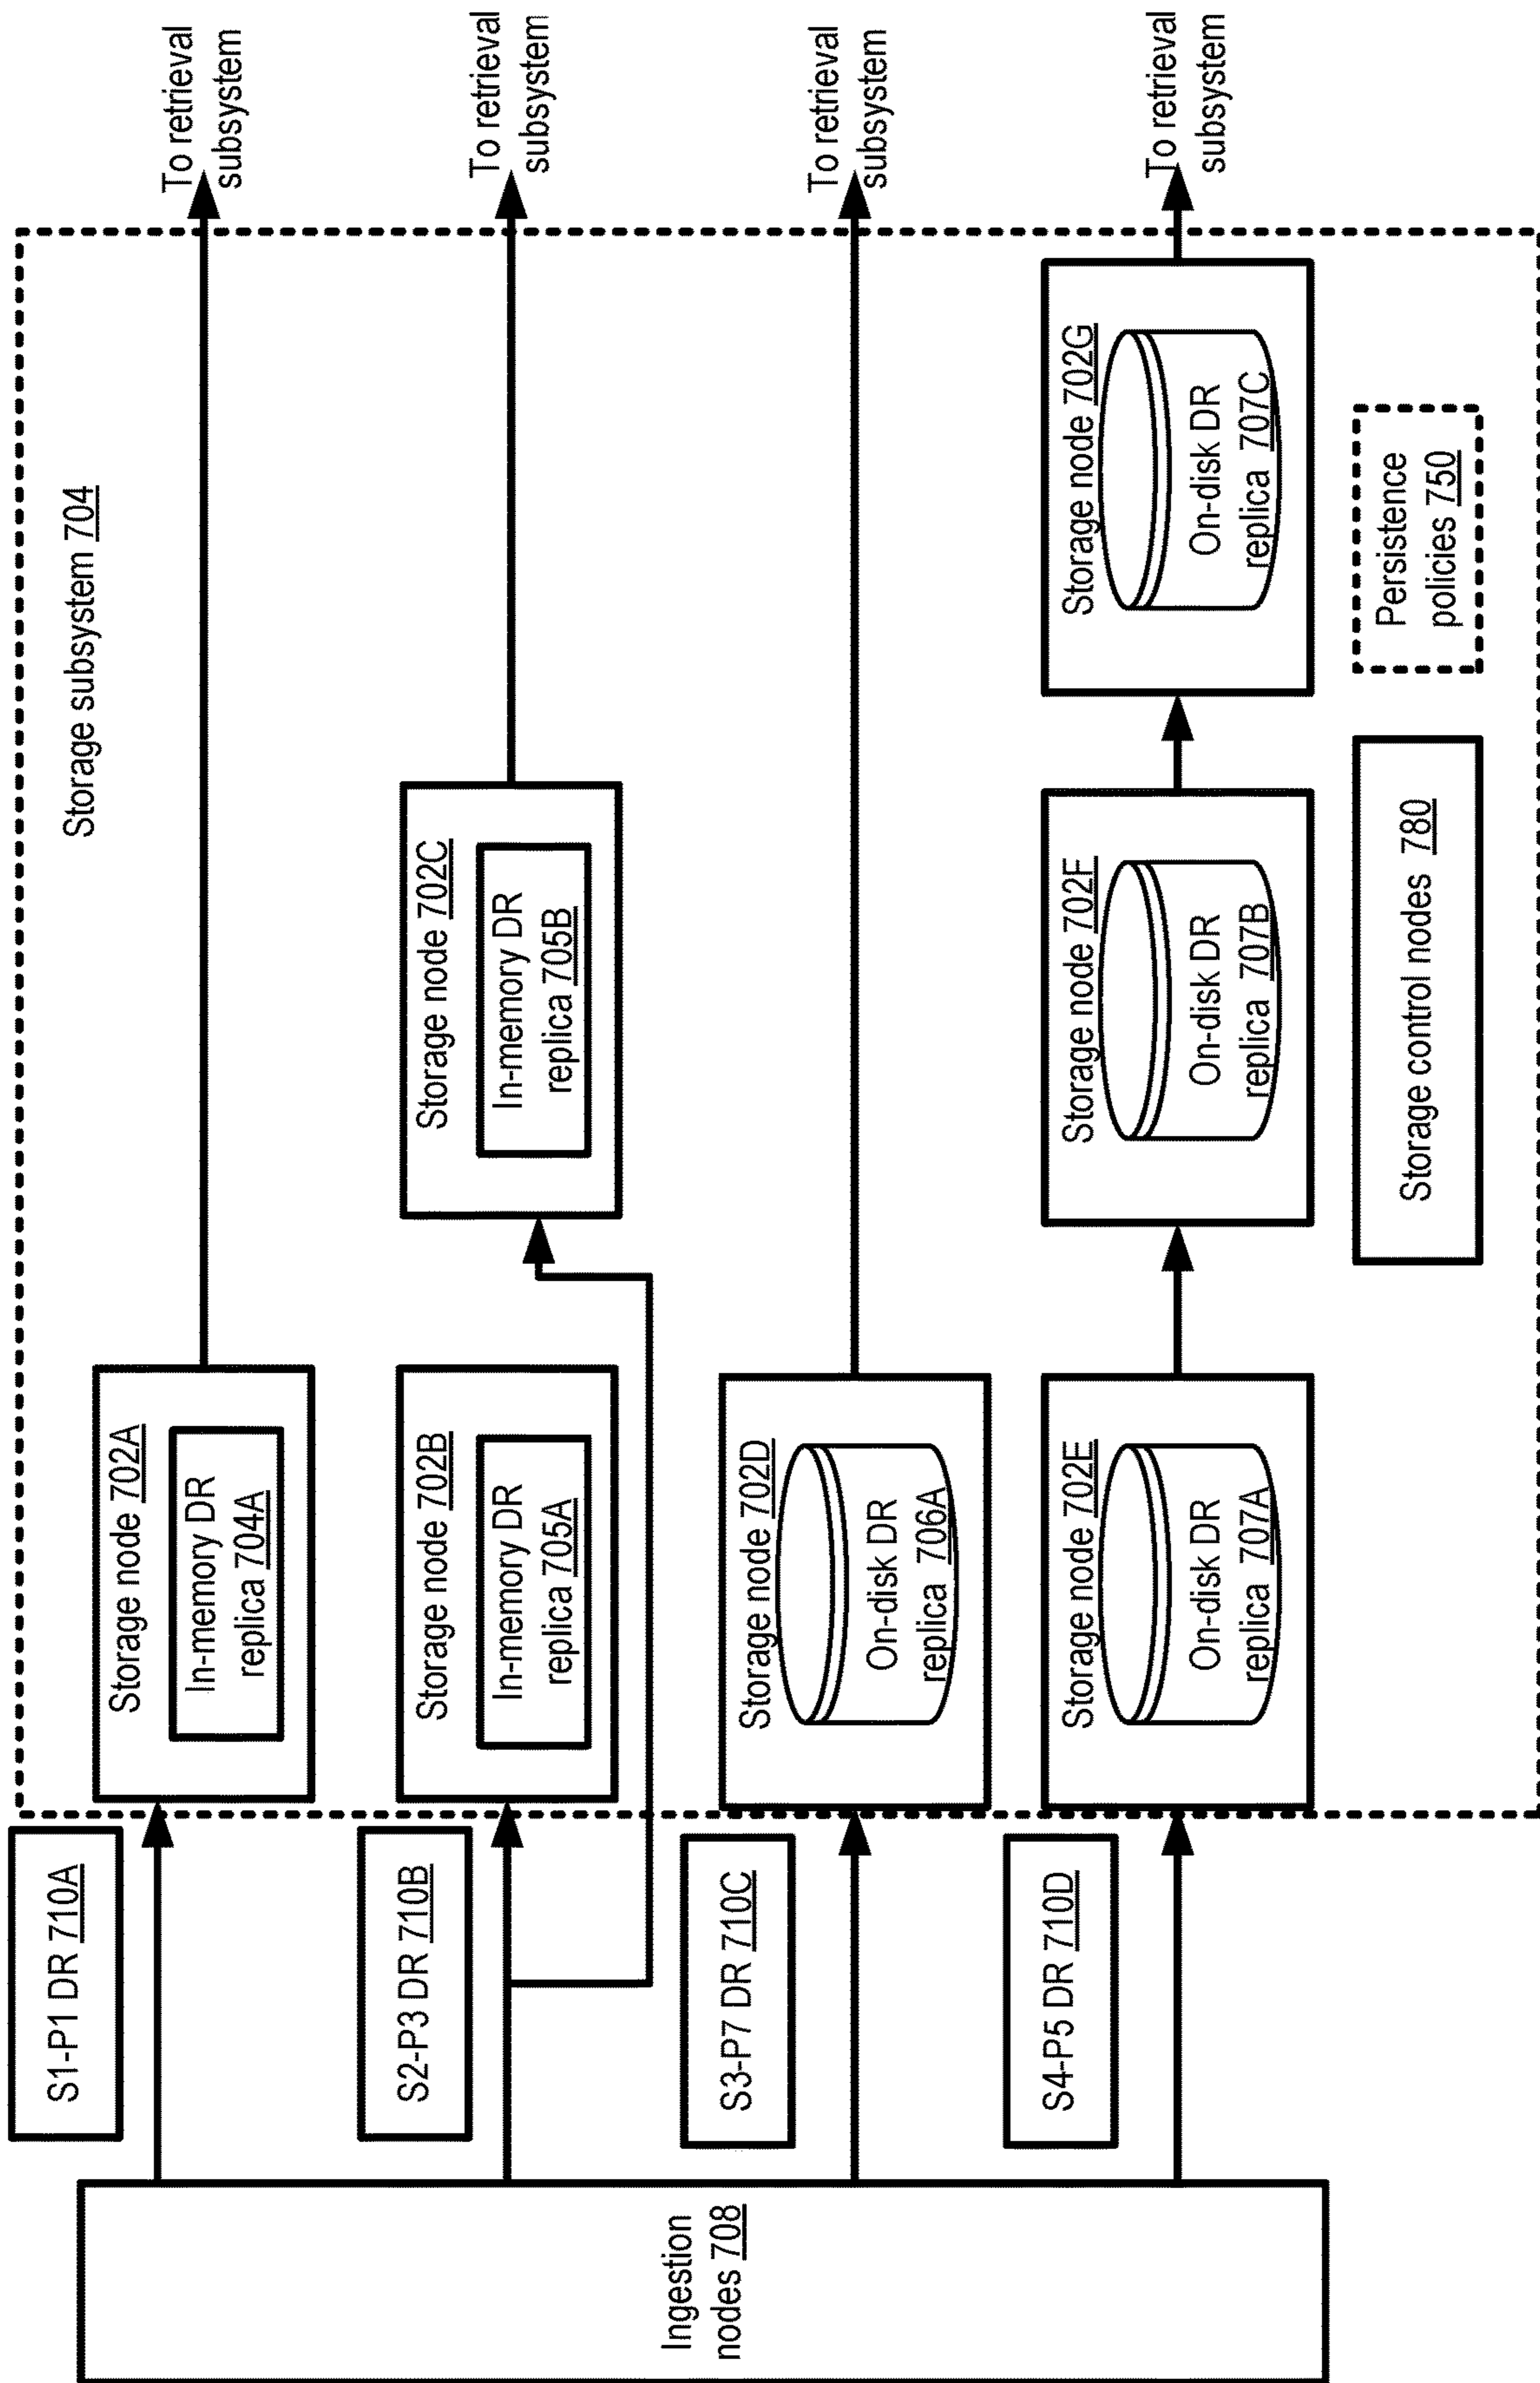 Storage subsystem 704
Ingestion
nodes 708
S1-P1 DR 710A
Storage node 702A
In-memory DR
replica 704A
To retrieval
subsystem
S2-P3 DR 710B
Storage node 702B
In-memory DR
replica 705A
Storage node 702C
In-memory DR
replica 705B
To retrieval
subsystem
S3-P7 DR 710C
Storage node 702D
On-disk DR
replica 706A
To retrieval
subsystem
S4-P5 DR 710D
Storage node 702E
On-disk DR
replica 707A
Storage node 702F
On-disk DR
replica 707B
Storage node 702G
On-disk DR
replica 707C
To retrieval
subsystem
Storage control nodes 780
Persistence
policies 750